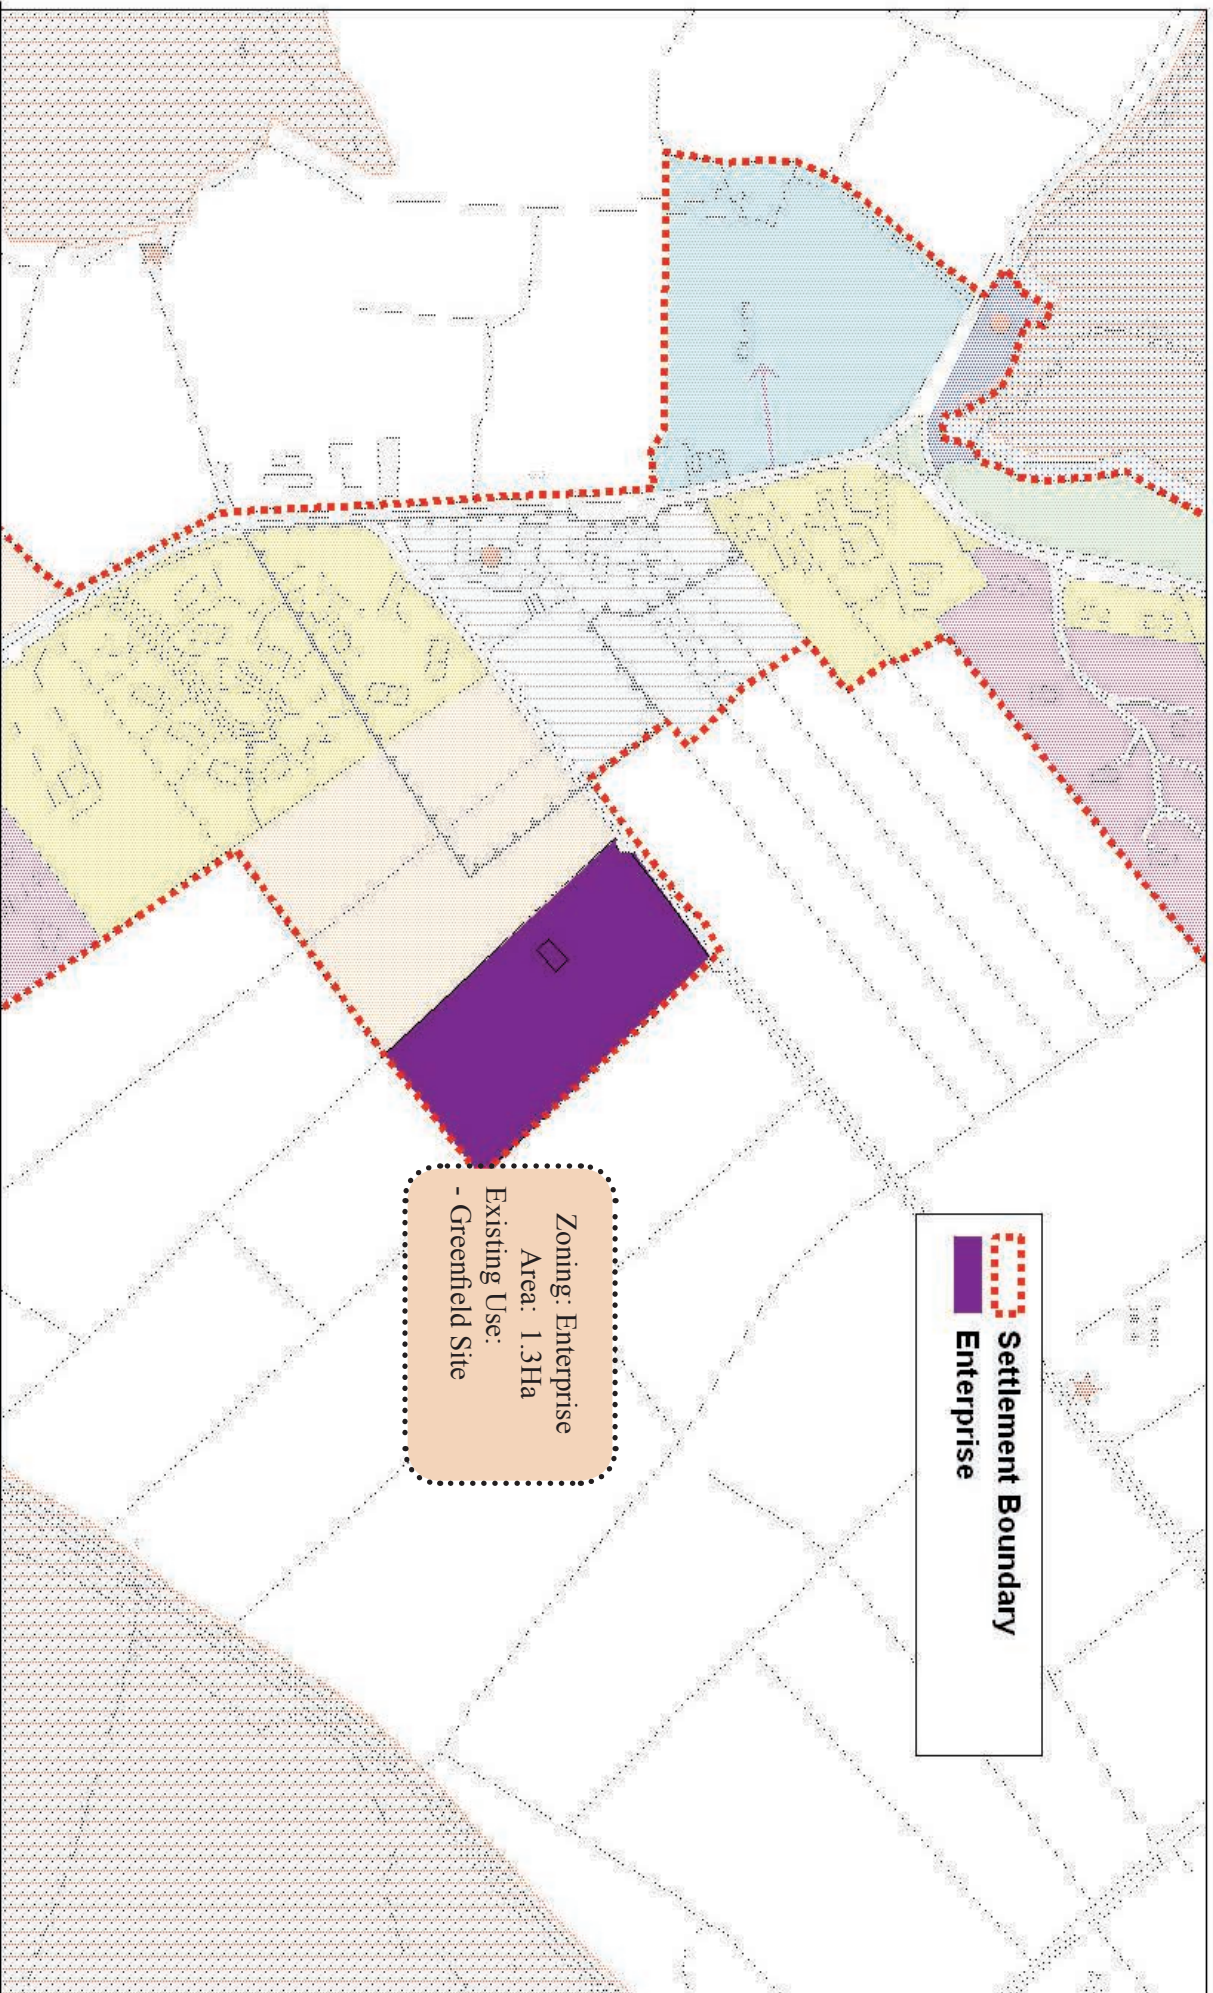 Settlement Boundary
Enterprise
Zoning: Enterprise
Area: 1.3Ha
Existing Use:
- Greenfield Site